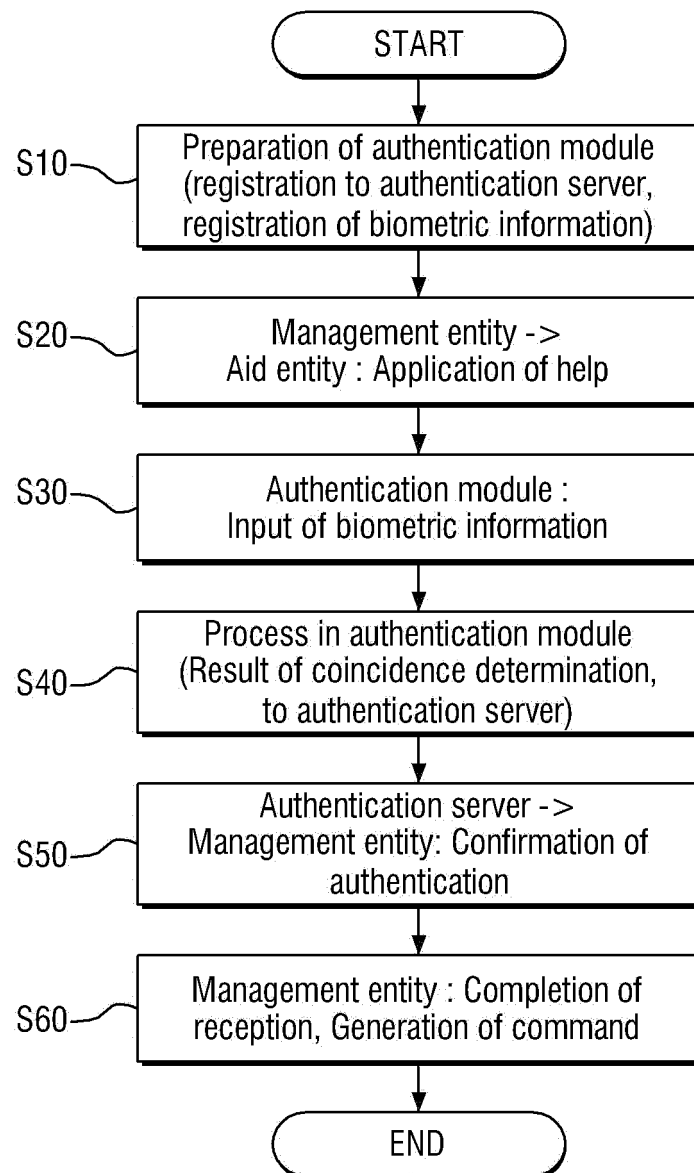 START
S10
Preparation of authentication module
(registration to authentication server,
registration of biometric information)
S20
Management entity ->
Aid entity : Application of help
S30
Authentication module :
Input of biometric information
S40
Process in authentication module
(Result of coincidence determination,
to authentication server)
S50
Authentication server ->
Management entity: Confirmation of
authentication
S60
Management entity : Completion of
reception, Generation of command
END